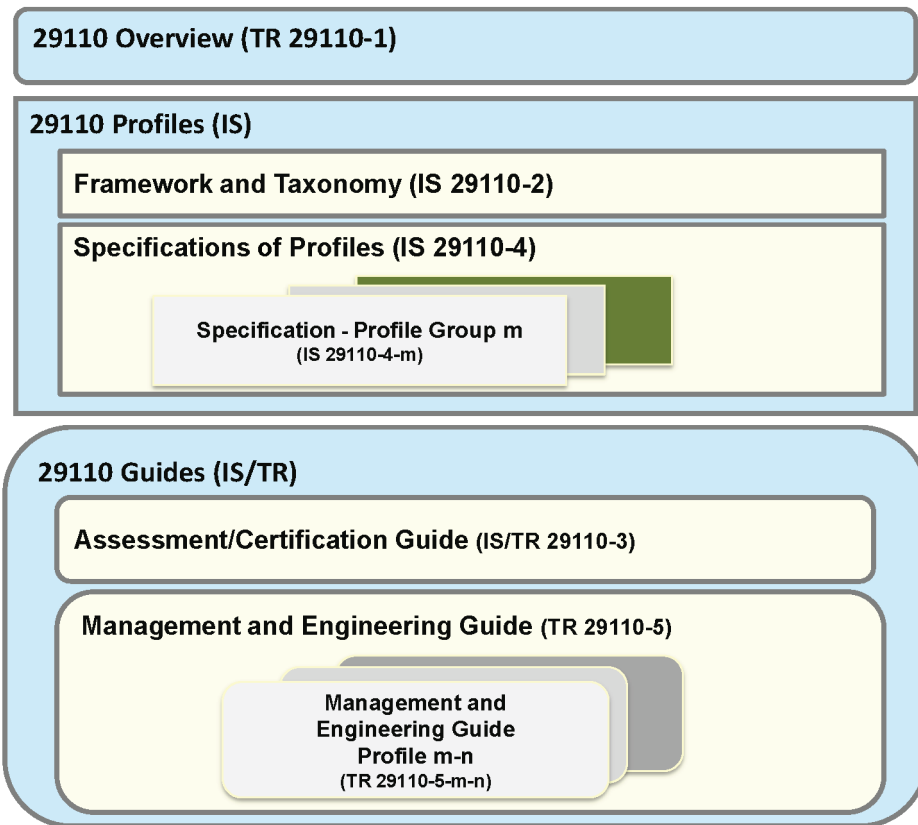 29110 Overview (TR 29110-1)
29110 Profiles (IS)
Framework and Taxonomy (IS 29110-2)
Specifications of Profiles (IS 29110-4)
Specification - Profile Group m
(IS 29110-4-m)
29110 Guides (IS/TR)
Assessment/Certification Guide (IS/TR 29110-3)
Management and Engineering Guide (TR 29110-5)
Management and
Engineering Guide
Profile m-n
(TR 29110-5-m-n)